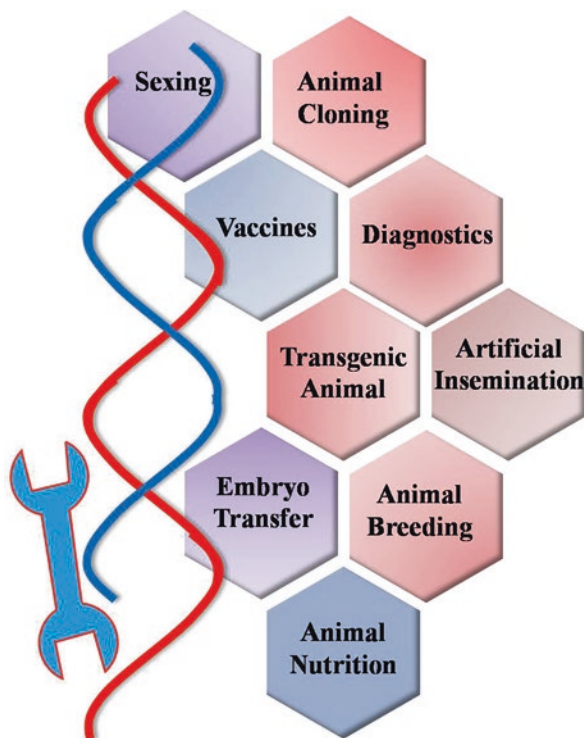 Sexing
Animal
Cloning
Vaccines
Diagnostics
Transgenic
Animal
Artificial
Insemination
Embryo
Transfer
Animal
Breeding
Animal
Nutrition